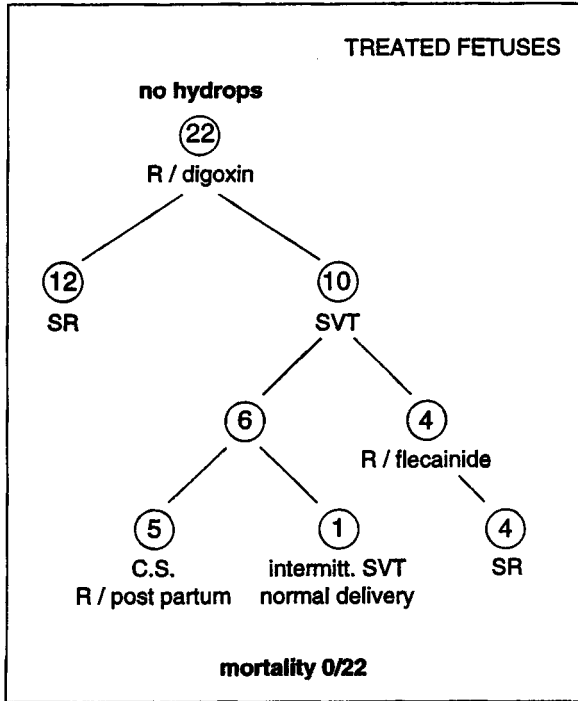 TREATED FETUSES
no hydrops
22
R / digoxin
12
10
SR
SVT
6
4
R / flecainide
5
1
4
C.S.
intermitt. SVT
SR
R / post partum
normal delivery
mortality 0/22